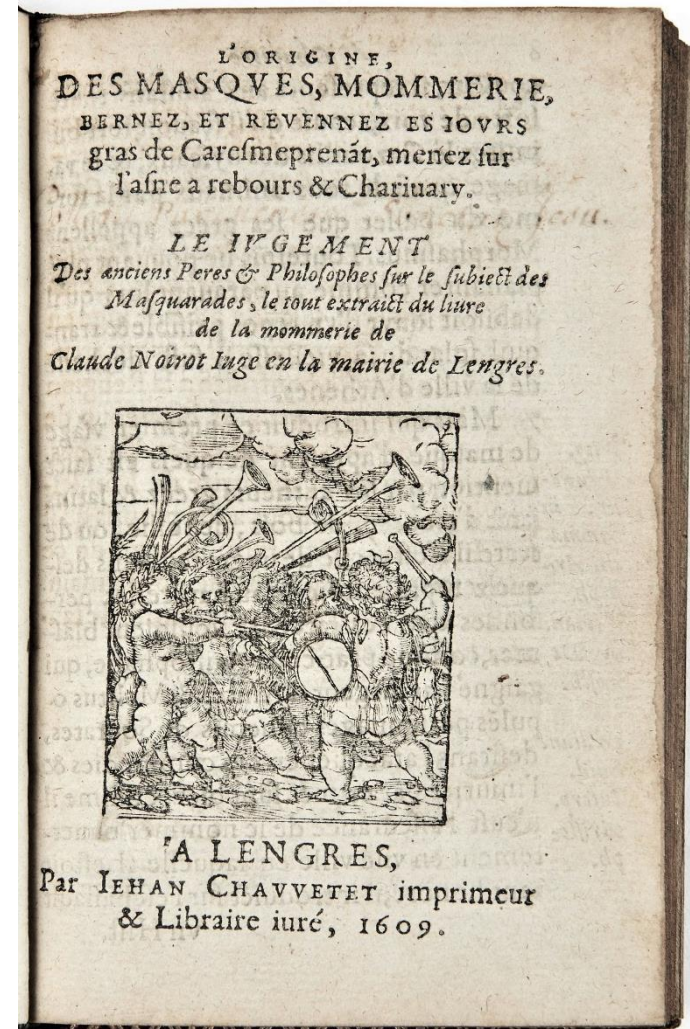 L'ORIGINE,
DES MASQVES, MOMMERIE,
BERNEZ, ET REVENNEZ ES IOVRS
gras de Caresmeprenāt, menez sur
l'asne a rebours & Chariuary.
LE IVGEMENT
Des anciens Peres & Philosophes sur le subiect des
Masquarades, le tout extraict du liure
de la mommerie de
Claude Noirot Iuge en la mairie de Lengres.
A LENGRES,
Par IEHAN CHAVVETET imprimeur
& Libraire iuré, 1609.